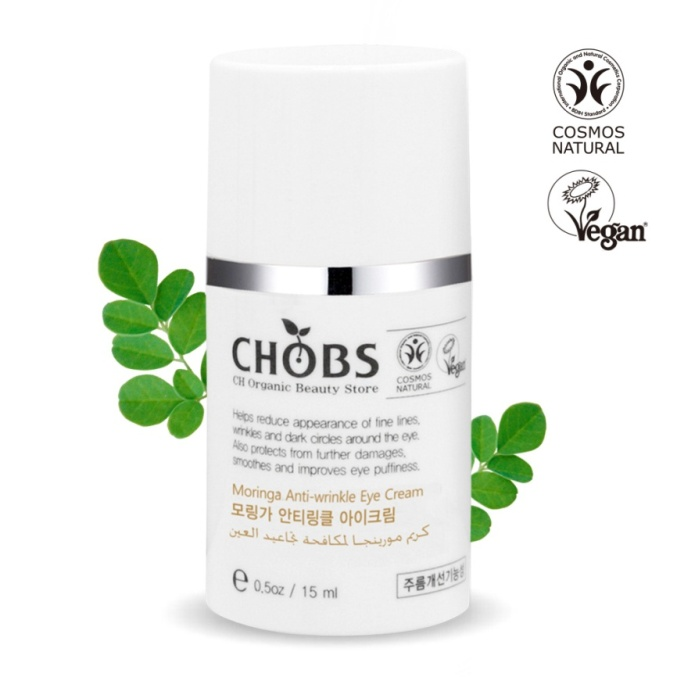 International Organic and Natural Cosmetics Corporation
BDIH Standard
COSMOS
NATURAL
Vegan
CHOBS
CH Organic Beauty Store
COSMOS
NATURAL
Vegan
Helps reduce appearance of fine lines,
wrinkles and dark circles around the eye.
Also protects from further damages,
smoothes and improves eye puffiness.
Moringa Anti-wrinkle Eye Cream
모링가 안티링클 아이크림
كريم مورينجا لمكافحة تجاعيد العين
e 0.5oz / 15 ml
주름개선기능성